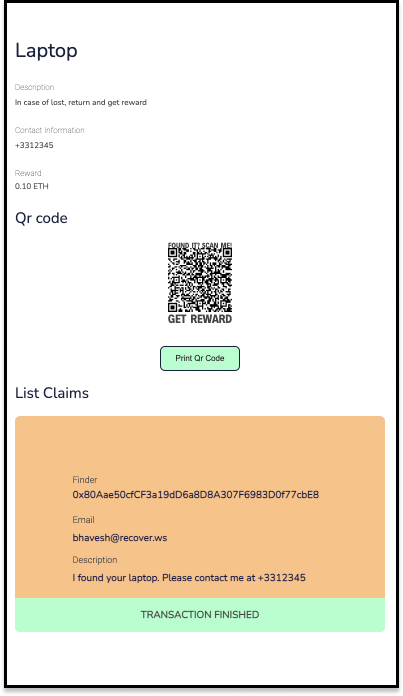 Laptop
Description
In case of lost, return and get reward
Contact Information
+3312345
Reward
0.10 ETH
Qr code
FOUND IT? SCAN ME!
GET REWARD
Print Qr Code
List Claims
Finder
0x80Aae50cfCF3a19dD6a8D8A307F6983D0f77cbE8
Email
bhavesh@recover.ws
Description
I found your laptop. Please contact me at +3312345
TRANSACTION FINISHED